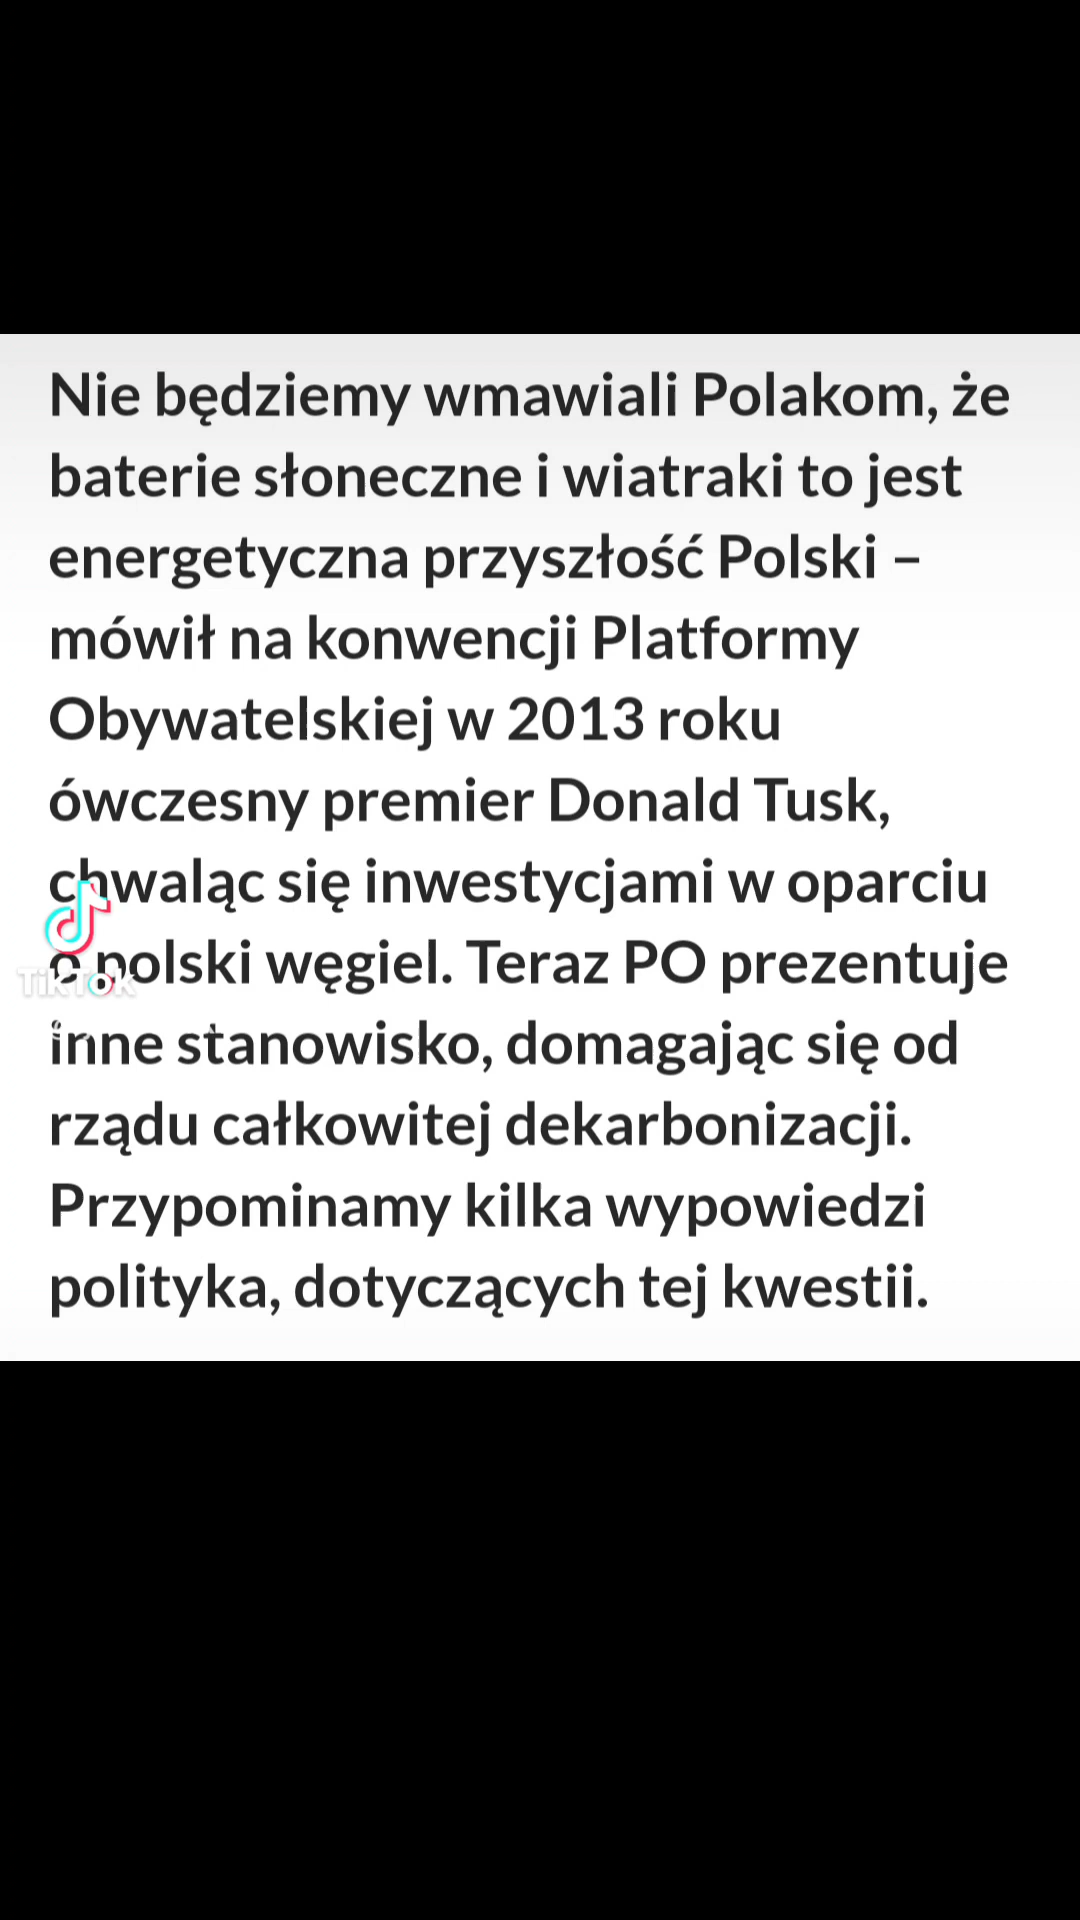 Nie będziemy wmawiali Polakom, że
baterie słoneczne i wiatraki to jest
energetyczna przyszłość Polski –
mówił na konwencji Platformy
Obywatelskiej w 2013 roku
ówczesny premier Donald Tusk,
chwaląc się inwestycjami w oparciu
o polski węgiel. Teraz PO prezentuje
TikTok
inne stanowisko, domagając się od
rządu całkowitej dekarbonizacji.
Przypominamy kilka wypowiedzi
polityka, dotyczących tej kwestii.